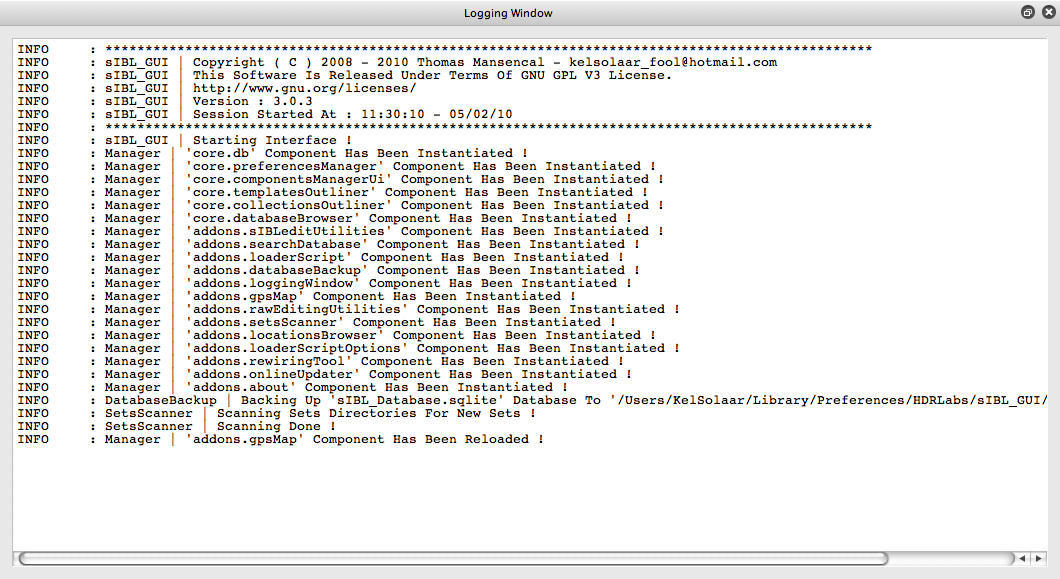 Logging Window
INFO : ************************************************************************************************
INFO : sIBL_GUI | Copyright ( C ) 2008 - 2010 Thomas Mansencal - kelsolaar_fool@hotmail.com
INFO : sIBL_GUI | This Software Is Released Under Terms Of GNU GPL V3 License.
INFO : sIBL_GUI | http://www.gnu.org/licenses/
INFO : sIBL_GUI | Version : 3.0.3
INFO : sIBL_GUI | Session Started At : 11:30:10 - 05/02/10
INFO : ************************************************************************************************
INFO : sIBL_GUI | Starting Interface !
INFO : Manager | 'core.db' Component Has Been Instantiated !
INFO : Manager | 'core.preferencesManager' Component Has Been Instantiated !
INFO : Manager | 'core.componentsManagerUi' Component Has Been Instantiated !
INFO : Manager | 'core.templatesOutliner' Component Has Been Instantiated !
INFO : Manager | 'core.collectionsOutliner' Component Has Been Instantiated !
INFO : Manager | 'core.databaseBrowser' Component Has Been Instantiated !
INFO : Manager | 'addons.sIBLeditUtilities' Component Has Been Instantiated !
INFO : Manager | 'addons.searchDatabase' Component Has Been Instantiated !
INFO : Manager | 'addons.loaderScript' Component Has Been Instantiated !
INFO : Manager | 'addons.databaseBackup' Component Has Been Instantiated !
INFO : Manager | 'addons.loggingWindow' Component Has Been Instantiated !
INFO : Manager | 'addons.gpsMap' Component Has Been Instantiated !
INFO : Manager | 'addons.rawEditingUtilities' Component Has Been Instantiated !
INFO : Manager | 'addons.setsScanner' Component Has Been Instantiated !
INFO : Manager | 'addons.locationsBrowser' Component Has Been Instantiated !
INFO : Manager | 'addons.loaderScriptOptions' Component Has Been Instantiated !
INFO : Manager | 'addons.rewiringTool' Component Has Been Instantiated !
INFO : Manager | 'addons.onlineUpdater' Component Has Been Instantiated !
INFO : Manager | 'addons.about' Component Has Been Instantiated !
INFO : DatabaseBackup | Backing Up 'sIBL_Database.sqlite' Database To '/Users/KelSolaar/Library/Preferences/HDRLabs/sIBL_GUI/
INFO : SetsScanner | Scanning Sets Directories For New Sets !
INFO : SetsScanner | Scanning Done !
INFO : Manager | 'addons.gpsMap' Component Has Been Reloaded !